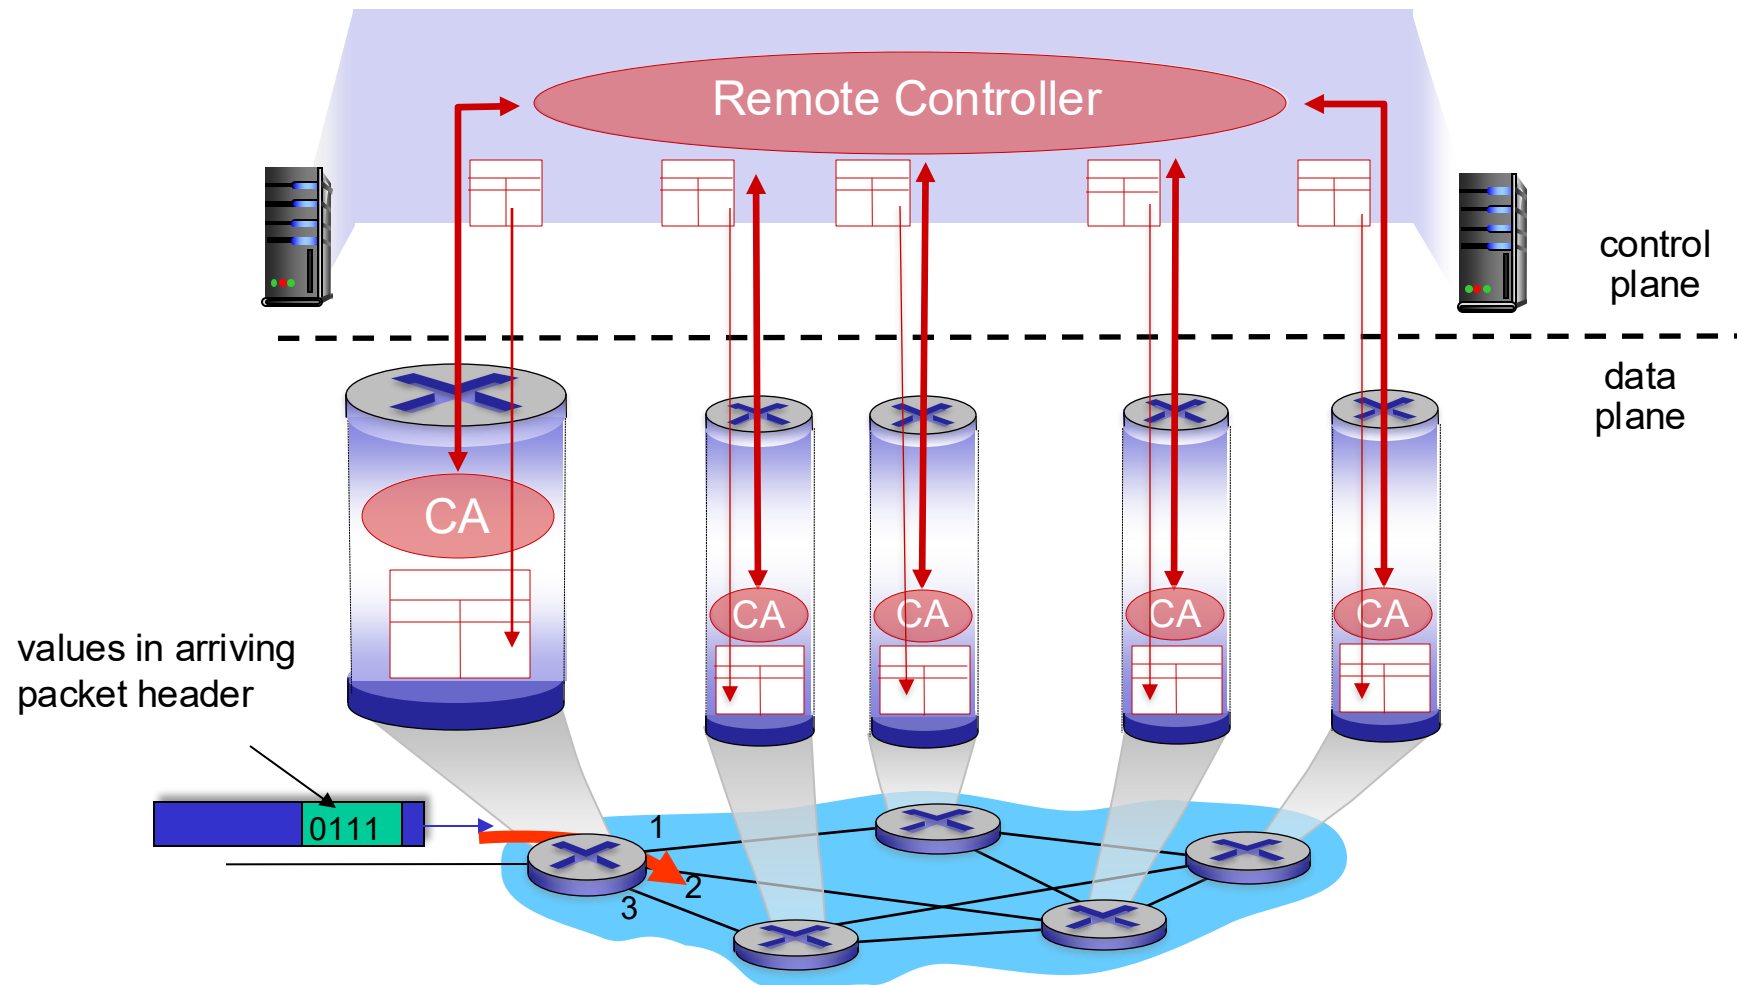 Remote Controller
control
plane
data
plane
CA
CA
CA
CA
CA
values in arriving
packet header
0111
1
2
3